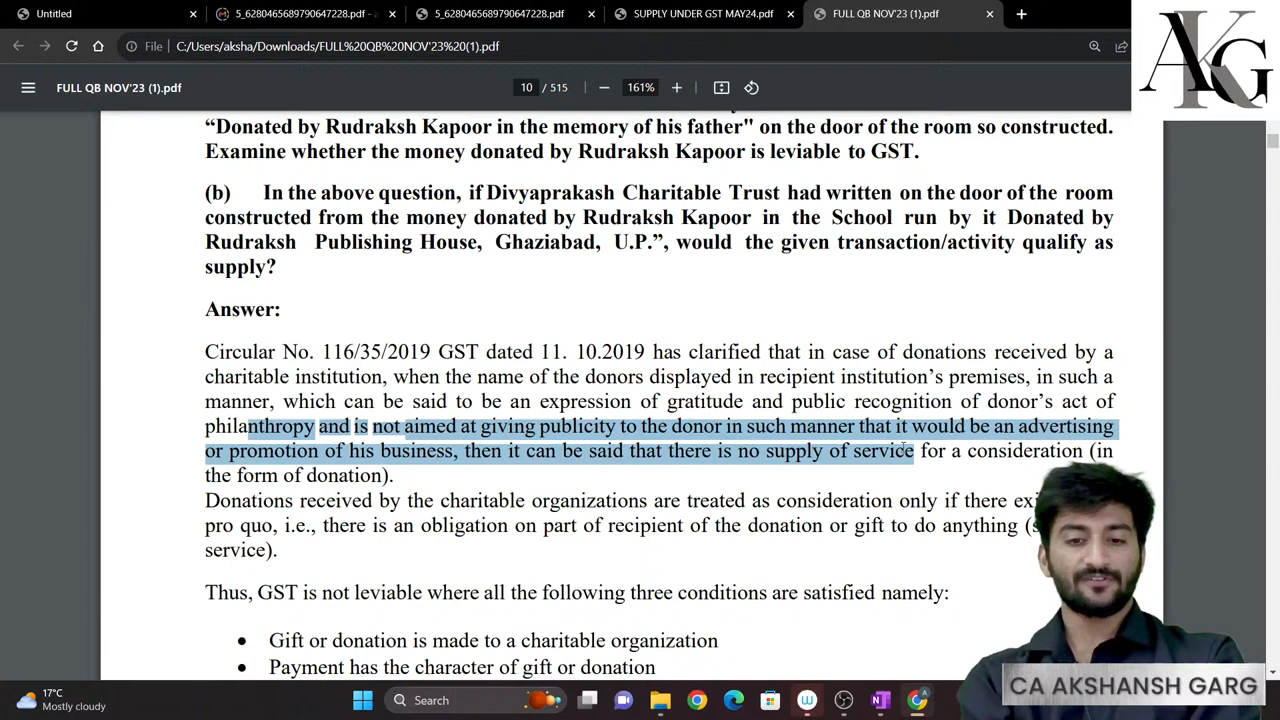 Untitled
5_6280465689790647228.pdf - a
5_6280465689790647228.pdf
SUPPLY UNDER GST MAY24.pdf
FULL QB NOV'23 (1).pdf
File
C:/Users/aksha/Downloads/FULL%20QB%20NOV'23%20(1).pdf
AKG
FULL QB NOV'23 (1).pdf
10 / 515
161%
“Donated by Rudraksh Kapoor in the memory of his father" on the door of the room so constructed.
Examine whether the money donated by Rudraksh Kapoor is leviable to GST.
(b) In the above question, if Divyaprakash Charitable Trust had written on the door of the room
constructed from the money donated by Rudraksh Kapoor in the School run by it Donated by
Rudraksh Publishing House, Ghaziabad, U.P.”, would the given transaction/activity qualify as
supply?
Answer:
Circular No. 116/35/2019 GST dated 11. 10.2019 has clarified that in case of donations received by a
charitable institution, when the name of the donors displayed in recipient institution’s premises, in such a
manner, which can be said to be an expression of gratitude and public recognition of donor’s act of
philanthropy and is not aimed at giving publicity to the donor in such manner that it would be an advertising
or promotion of his business, then it can be said that there is no supply of service for a consideration (in
the form of donation).
Donations received by the charitable organizations are treated as consideration only if there
pro quo, i.e., there is an obligation on part of recipient of the donation or gift to do anything
service).
Thus, GST is not leviable where all the following three conditions are satisfied namely:
• Gift or donation is made to a charitable organization
• Payment has the character of gift or donation
CA AKSHANSH GARG
17°C
Mostly cloudy
Search